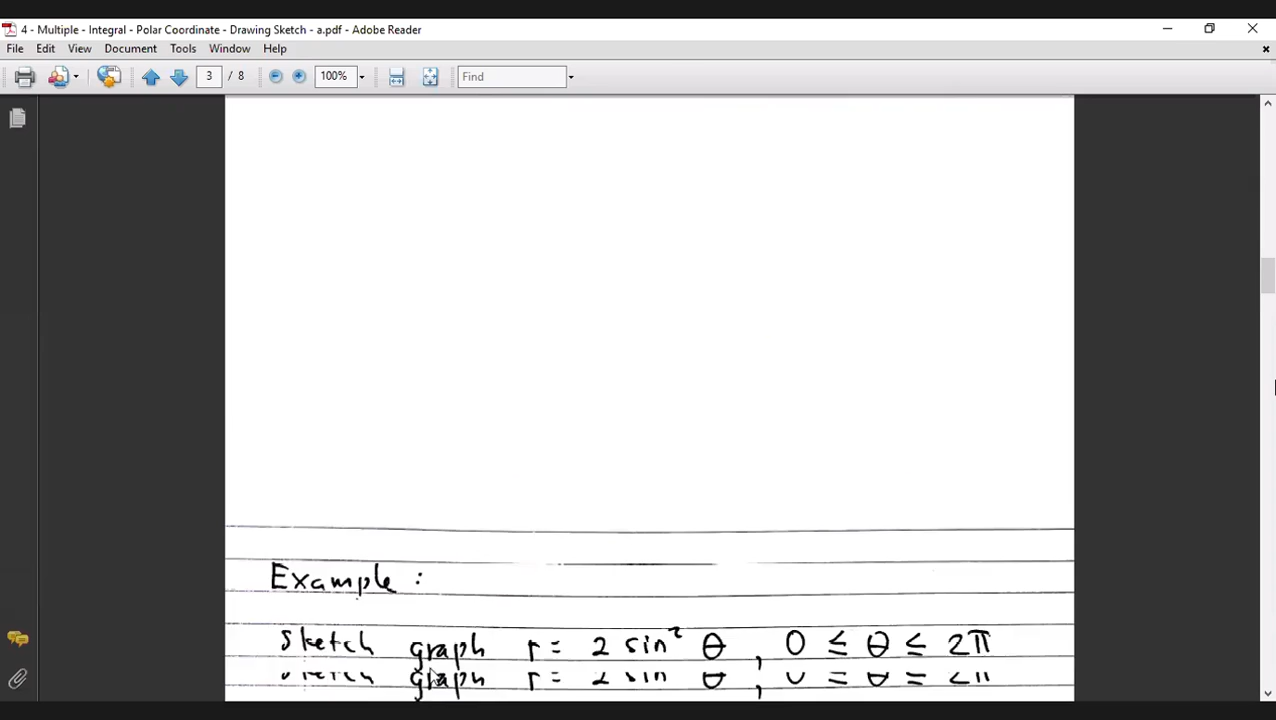 4 - Multiple - Integral - Polar Coordinate - Drawing Sketch - a.pdf - Adobe Reader
File Edit View Document Tools Window Help
3 / 8 100% Find
Example :
Sketch graph r = 2 sin² θ , 0 ≤ θ ≤ 2π